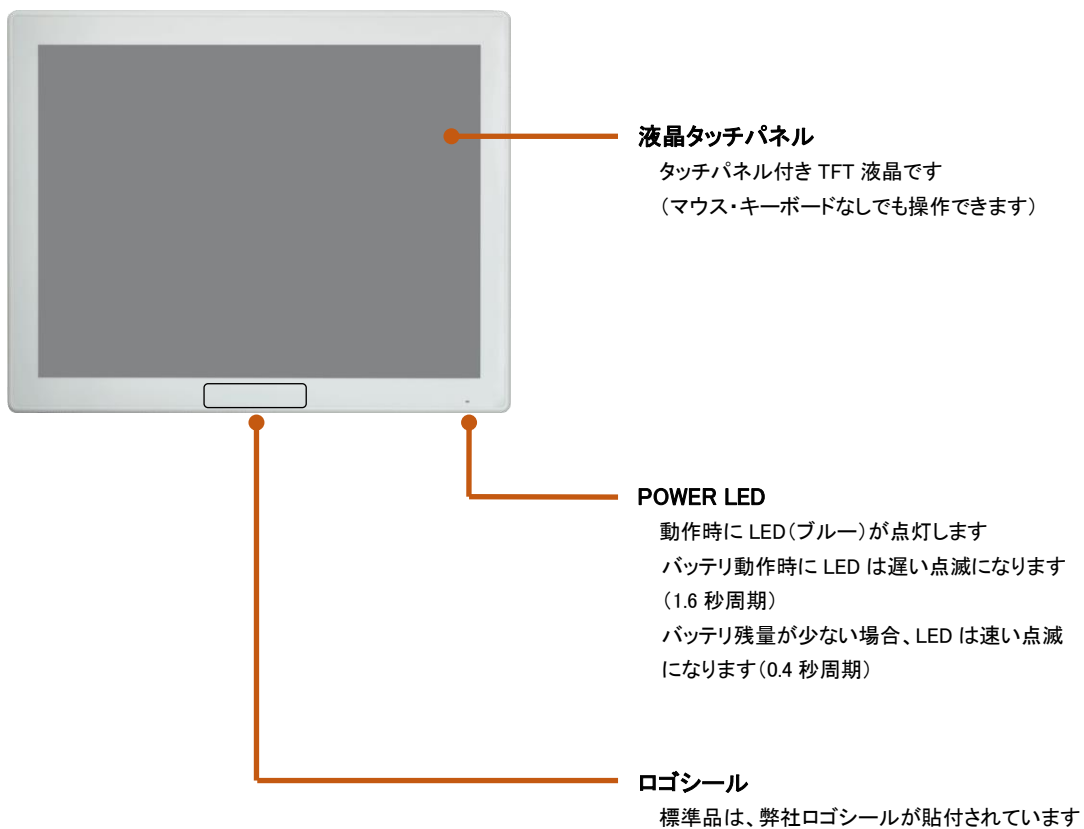 液晶タッチパネル
タッチパネル付き TFT 液晶です
（マウス・キーボードなしでも操作できます）
POWER LED
動作時に LED（ブルー）が点灯します
バッテリ動作時に LED は遅い点滅になります
（1.6 秒周期）
バッテリ残量が少ない場合、LED は速い点滅
になります（0.4 秒周期）
ロゴシール
標準品は、弊社ロゴシールが貼付されています